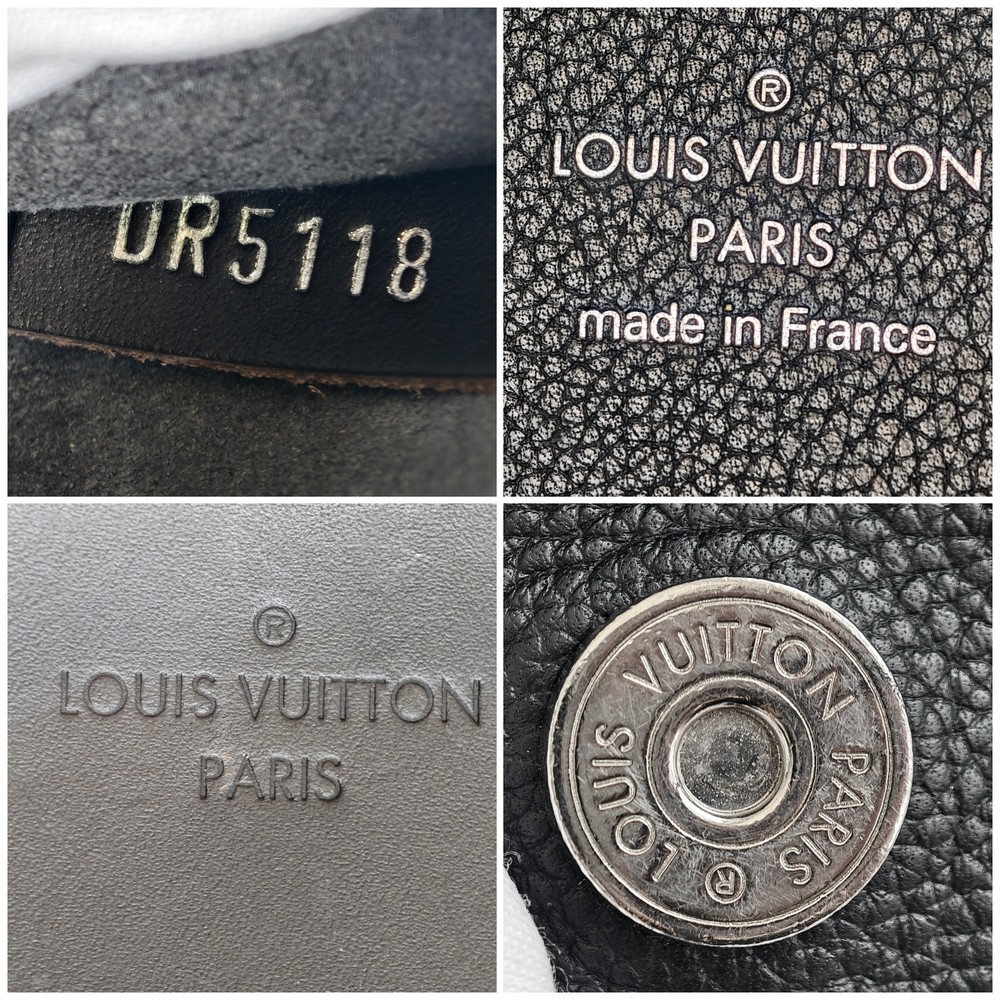 DR5118
®
LOUIS VUITTON
PARIS
made in France
®
LOUIS VUITTON
PARIS
LOUIS VUITTON PARIS ®